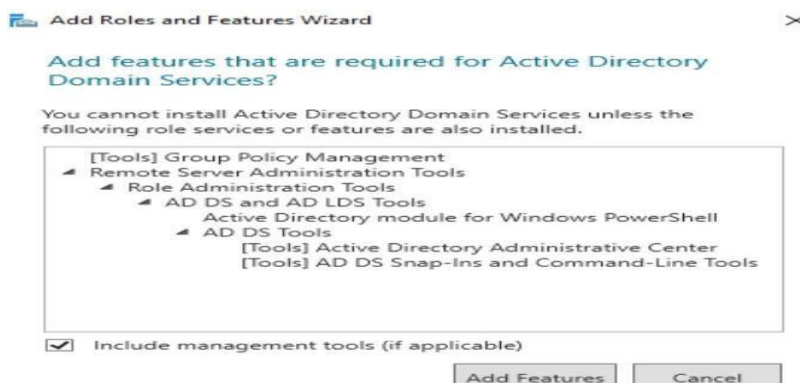 Add Roles and Features Wizard
Add features that are required for Active Directory
Domain Services?
You cannot install Active Directory Domain Services unless the
following role services or features are also installed.
[Tools] Group Policy Management
Remote Server Administration Tools
Role Administration Tools
AD DS and AD LDS Tools
Active Directory module for Windows PowerShell
AD DS Tools
[Tools] Active Directory Administrative Center
[Tools] AD DS Snap-Ins and Command-Line Tools
Include management tools (if applicable)
Add Features Cancel